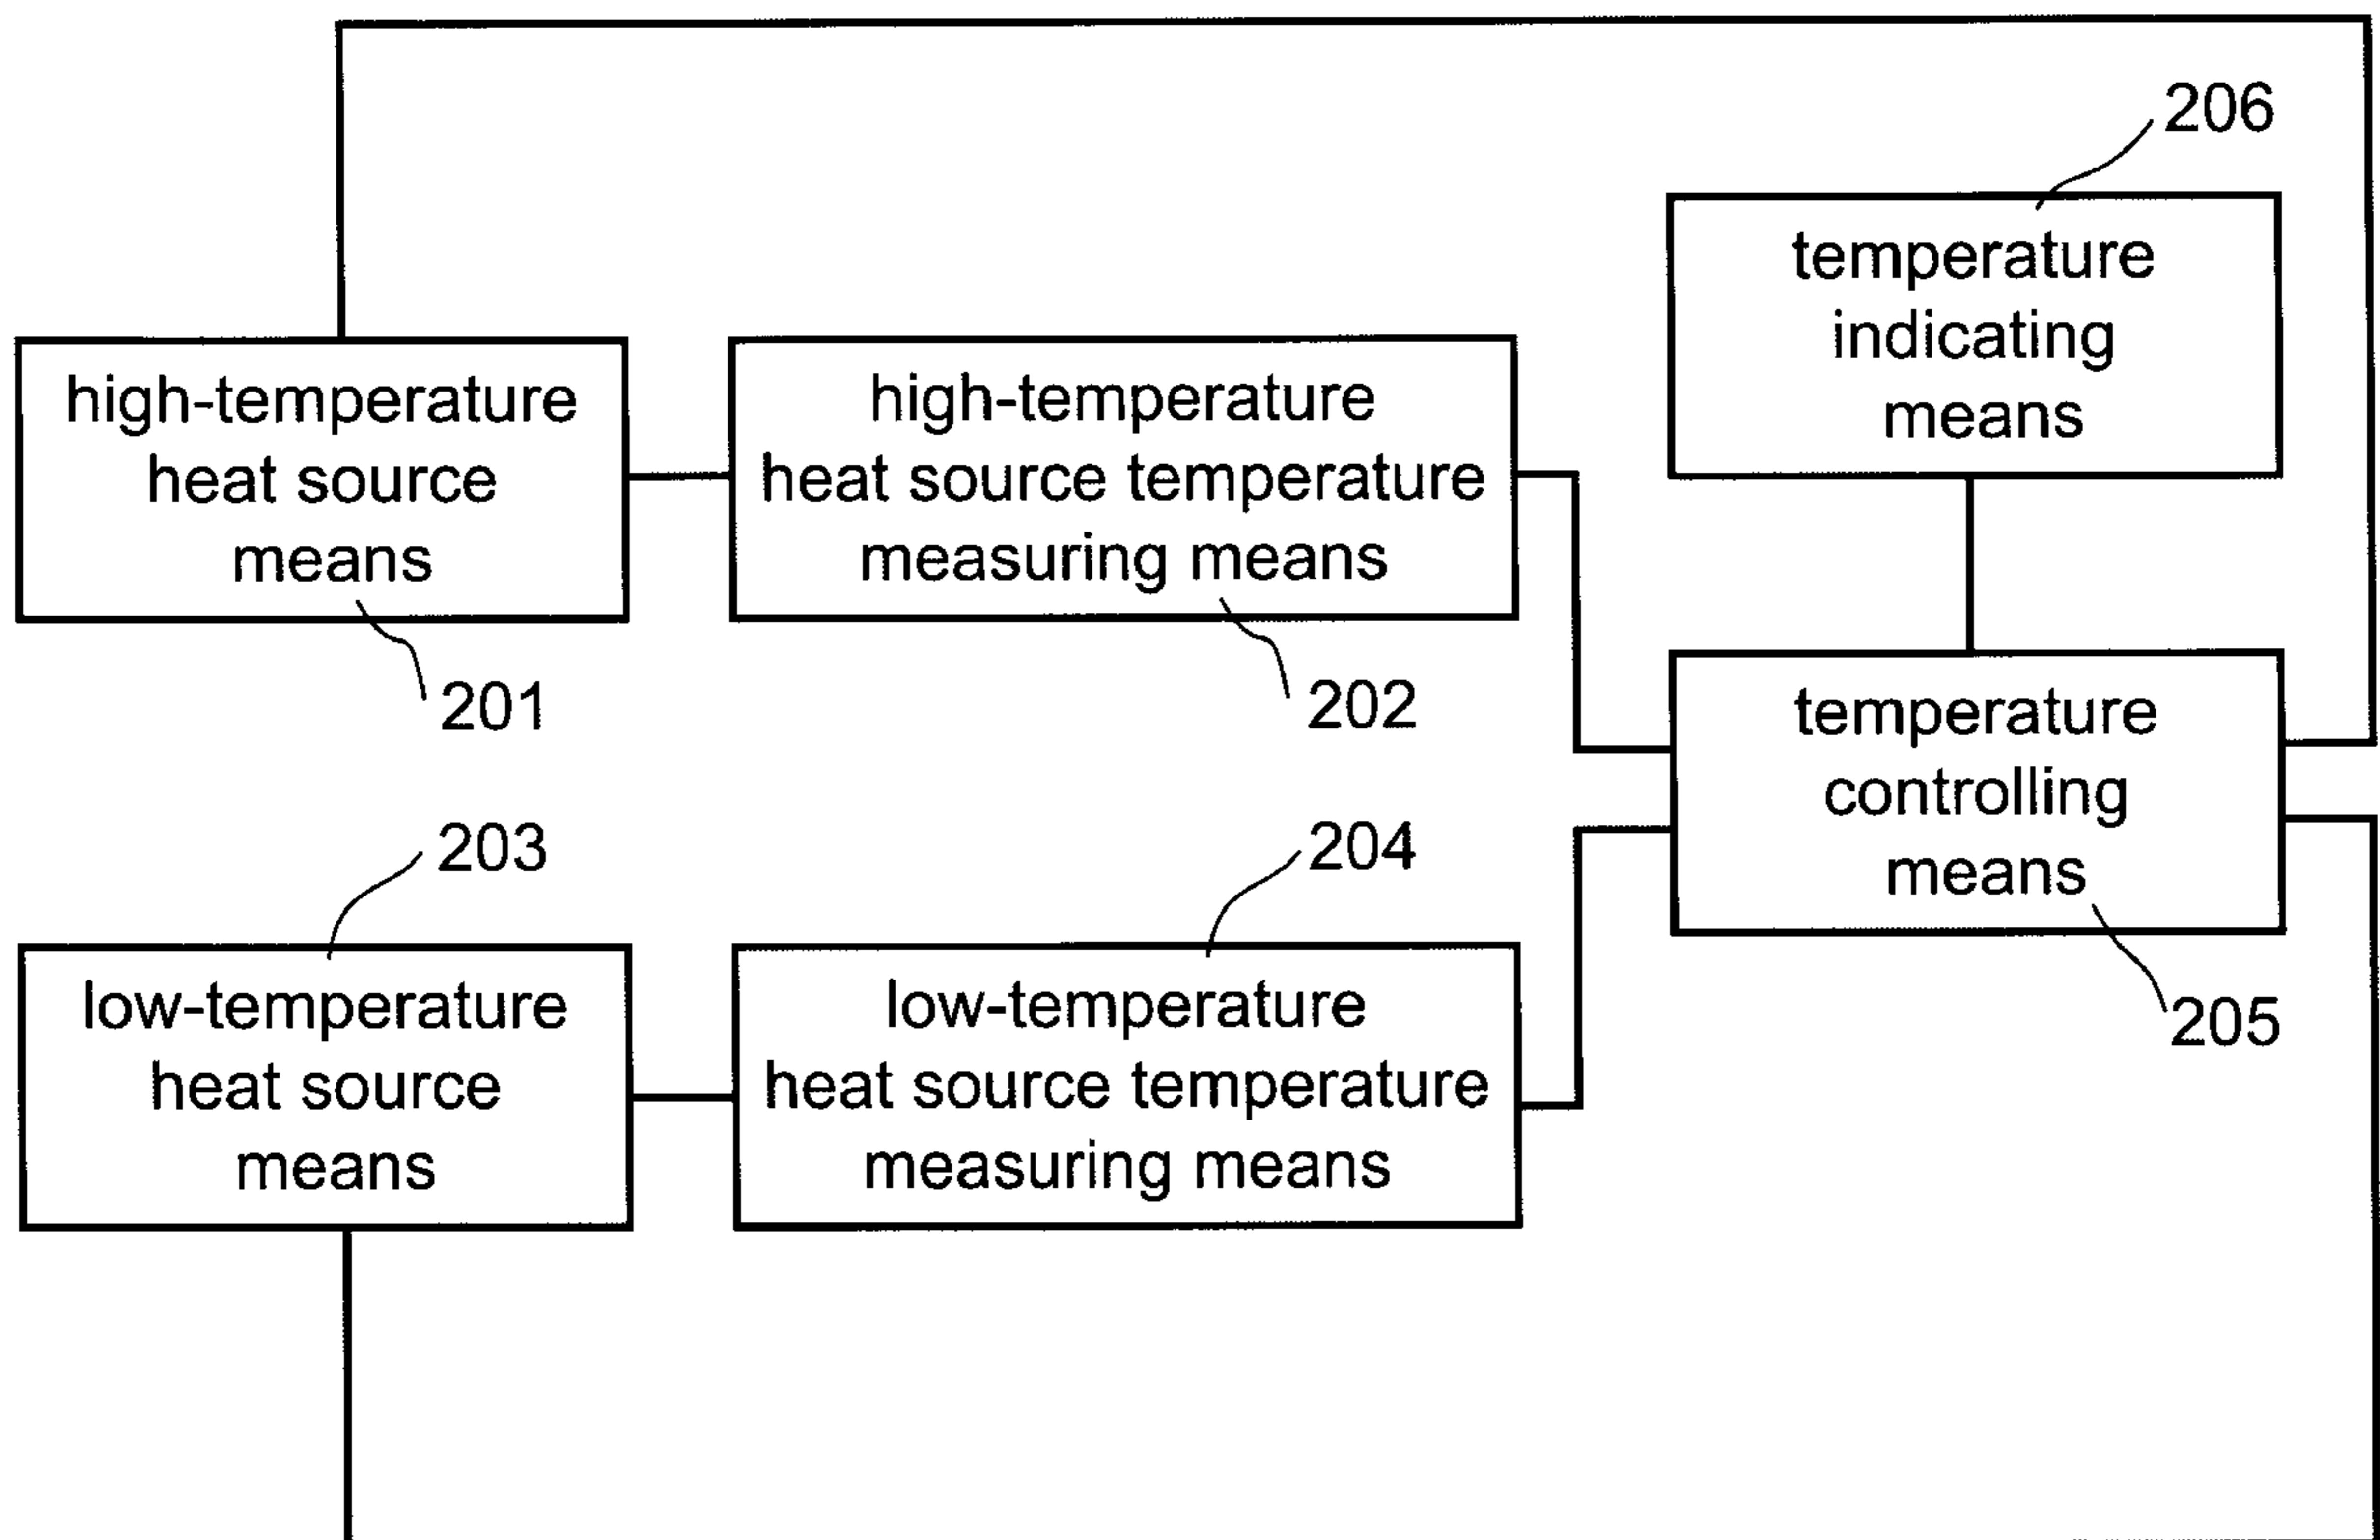 206
temperature
indicating
means
high-temperature
heat source
means
201
high-temperature
heat source temperature
measuring means
202
temperature
controlling
means
205
203
low-temperature
heat source
means
204
low-temperature
heat source temperature
measuring means